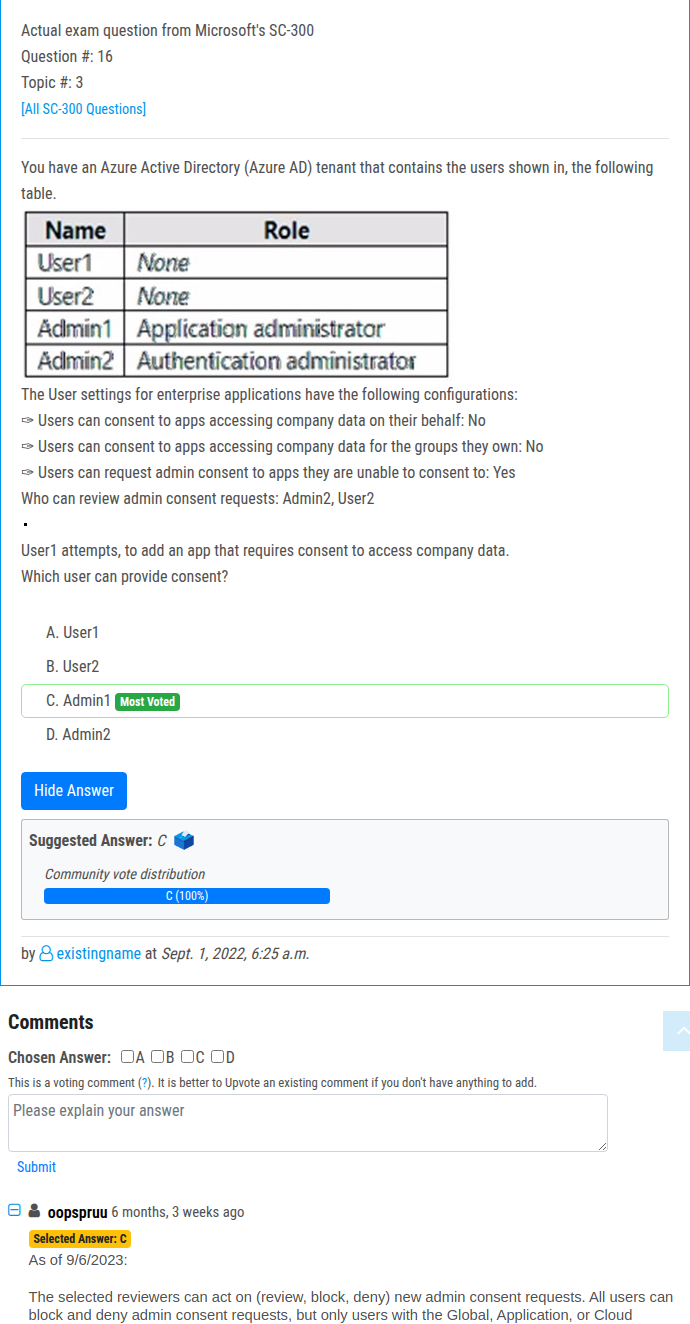 Actual exam question from Microsoft's SC-300
Question #: 16
Topic #: 3
[All SC-300 Questions]
You have an Azure Active Directory (Azure AD) tenant that contains the users shown in, the following
table.
Name Role
User1 None
User2 None
Admin1 Application administrator
Admin2 Authentication administrator
The User settings for enterprise applications have the following configurations:
✑ Users can consent to apps accessing company data on their behalf: No
✑ Users can consent to apps accessing company data for the groups they own: No
✑ Users can request admin consent to apps they are unable to consent to: Yes
Who can review admin consent requests: Admin2, User2
.
User1 attempts, to add an app that requires consent to access company data.
Which user can provide consent?
A. User1
B. User2
C. Admin1 Most Voted
D. Admin2
Hide Answer
Suggested Answer: C
Community vote distribution
C (100%)
by existingname at Sept. 1, 2022, 6:25 a.m.
Comments
Chosen Answer: A B C D
This is a voting comment (?). It is better to Upvote an existing comment if you don't have anything to add.
Please explain your answer
Submit
oopspruu 6 months, 3 weeks ago
Selected Answer: C
As of 9/6/2023:
The selected reviewers can act on (review, block, deny) new admin consent requests. All users can
block and deny admin consent requests, but only users with the Global, Application, or Cloud